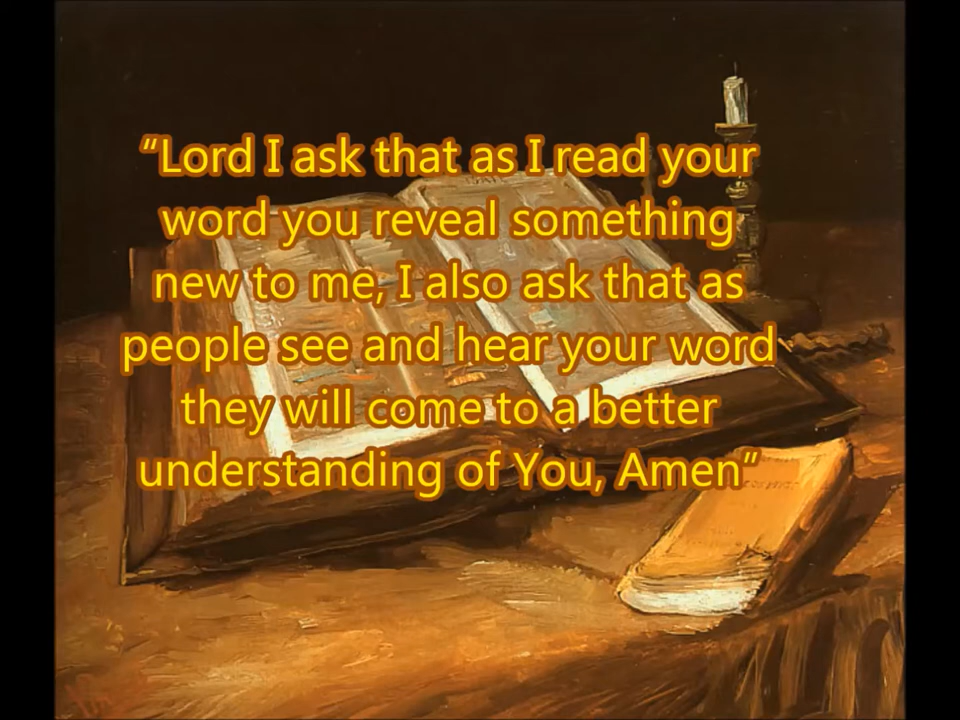 “Lord I ask that as I read your
word you reveal something
new to me, I also ask that as
people see and hear your word
they will come to a better
understanding of You, Amen”